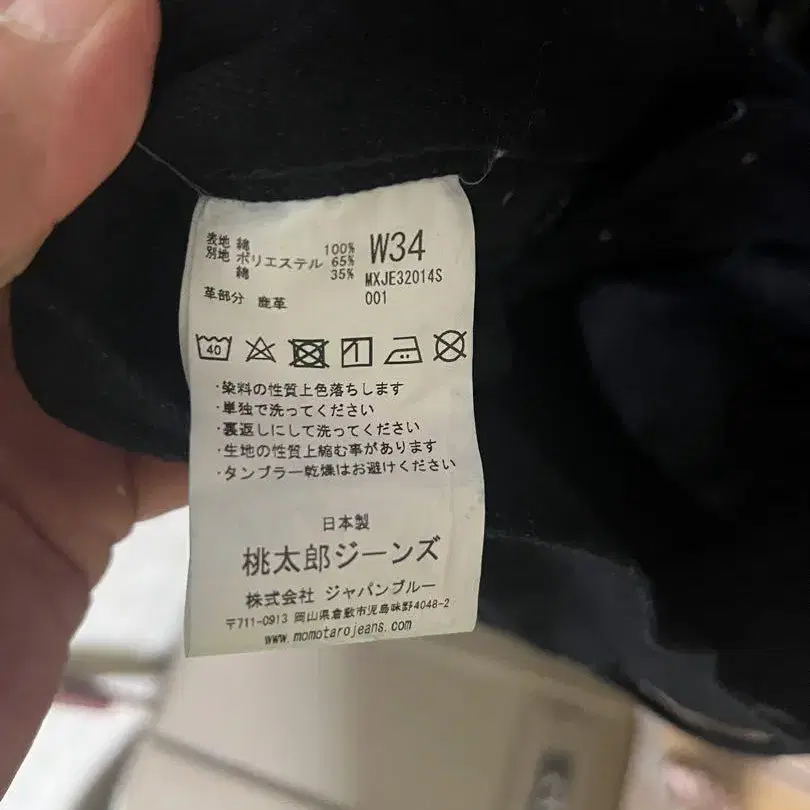 表地 綿 100%
別地 ポリエステル 65%
綿 35%
革部分 鹿革
W34
MXJE32014S
001
40
・染料の性質上色落ちします
・単独で洗ってください
・裏返しにして洗ってください
・生地の性質上縮む事があります
・タンブラー乾燥はお避けください
日本製
桃太郎ジーンズ
株式会社 ジャパンブルー
〒711-0913 岡山県倉敷市児島味野4048-2
www.momotarojeans.com